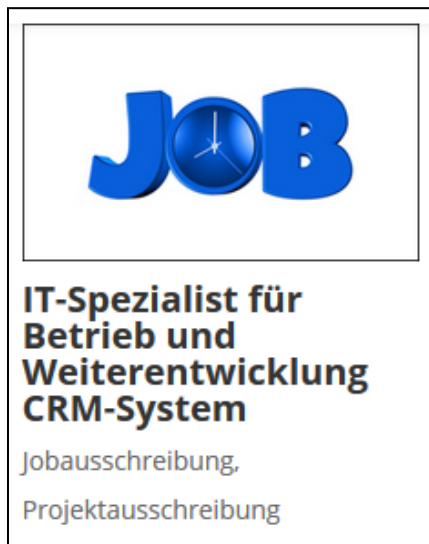 JOB
IT-Spezialist für
Betrieb und
Weiterentwicklung
CRM-System
Jobausschreibung,
Projektausschreibung